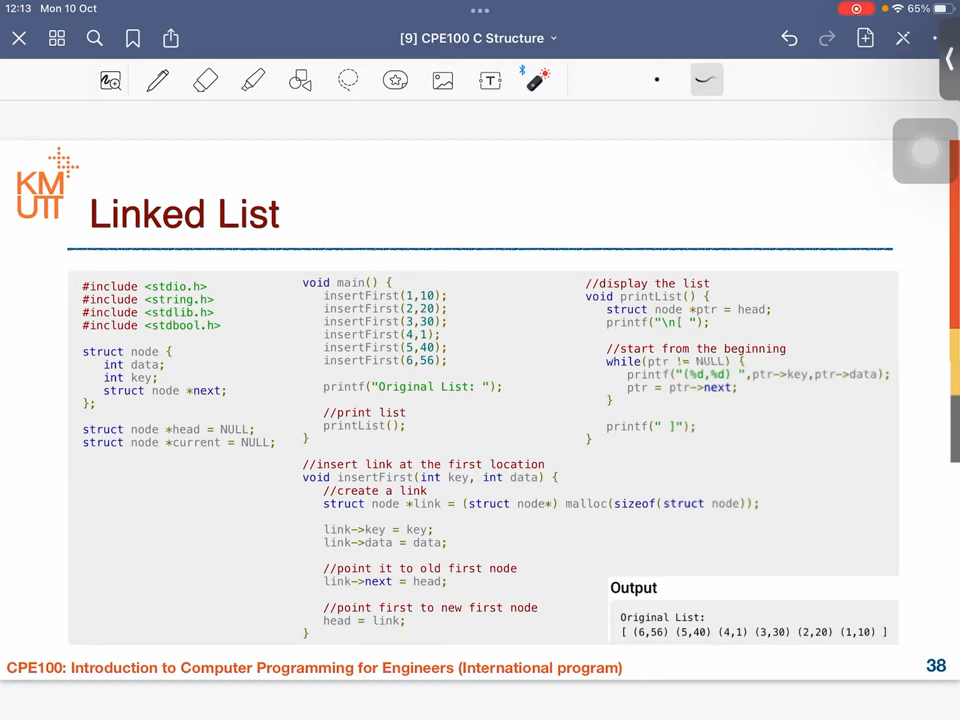 12:13 Mon 10 Oct
65%
[9] CPE100 C Structure
T
KM
UTT
Linked List
#include <stdio.h>
#include <string.h>
#include <stdlib.h>
#include <stdbool.h>
struct node {
int data;
int key;
struct node *next;
};
struct node *head = NULL;
struct node *current = NULL;
void main() {
insertFirst(1,10);
insertFirst(2,20);
insertFirst(3,30);
insertFirst(4,1);
insertFirst(5,40);
insertFirst(6,56);
printf("Original List: ");
//print list
printList();
}
//insert link at the first location
void insertFirst(int key, int data) {
//create a link
struct node *link = (struct node*) malloc(sizeof(struct node));
link->key = key;
link->data = data;
//point it to old first node
link->next = head;
//point first to new first node
head = link;
}
//display the list
void printList() {
struct node *ptr = head;
printf("\n[ ");
//start from the beginning
while(ptr != NULL) {
printf("(%d,%d) ",ptr->key,ptr->data);
ptr = ptr->next;
}
printf(" ]");
}
Output
Original List:
[ (6,56) (5,40) (4,1) (3,30) (2,20) (1,10) ]
CPE100: Introduction to Computer Programming for Engineers (International program)
38